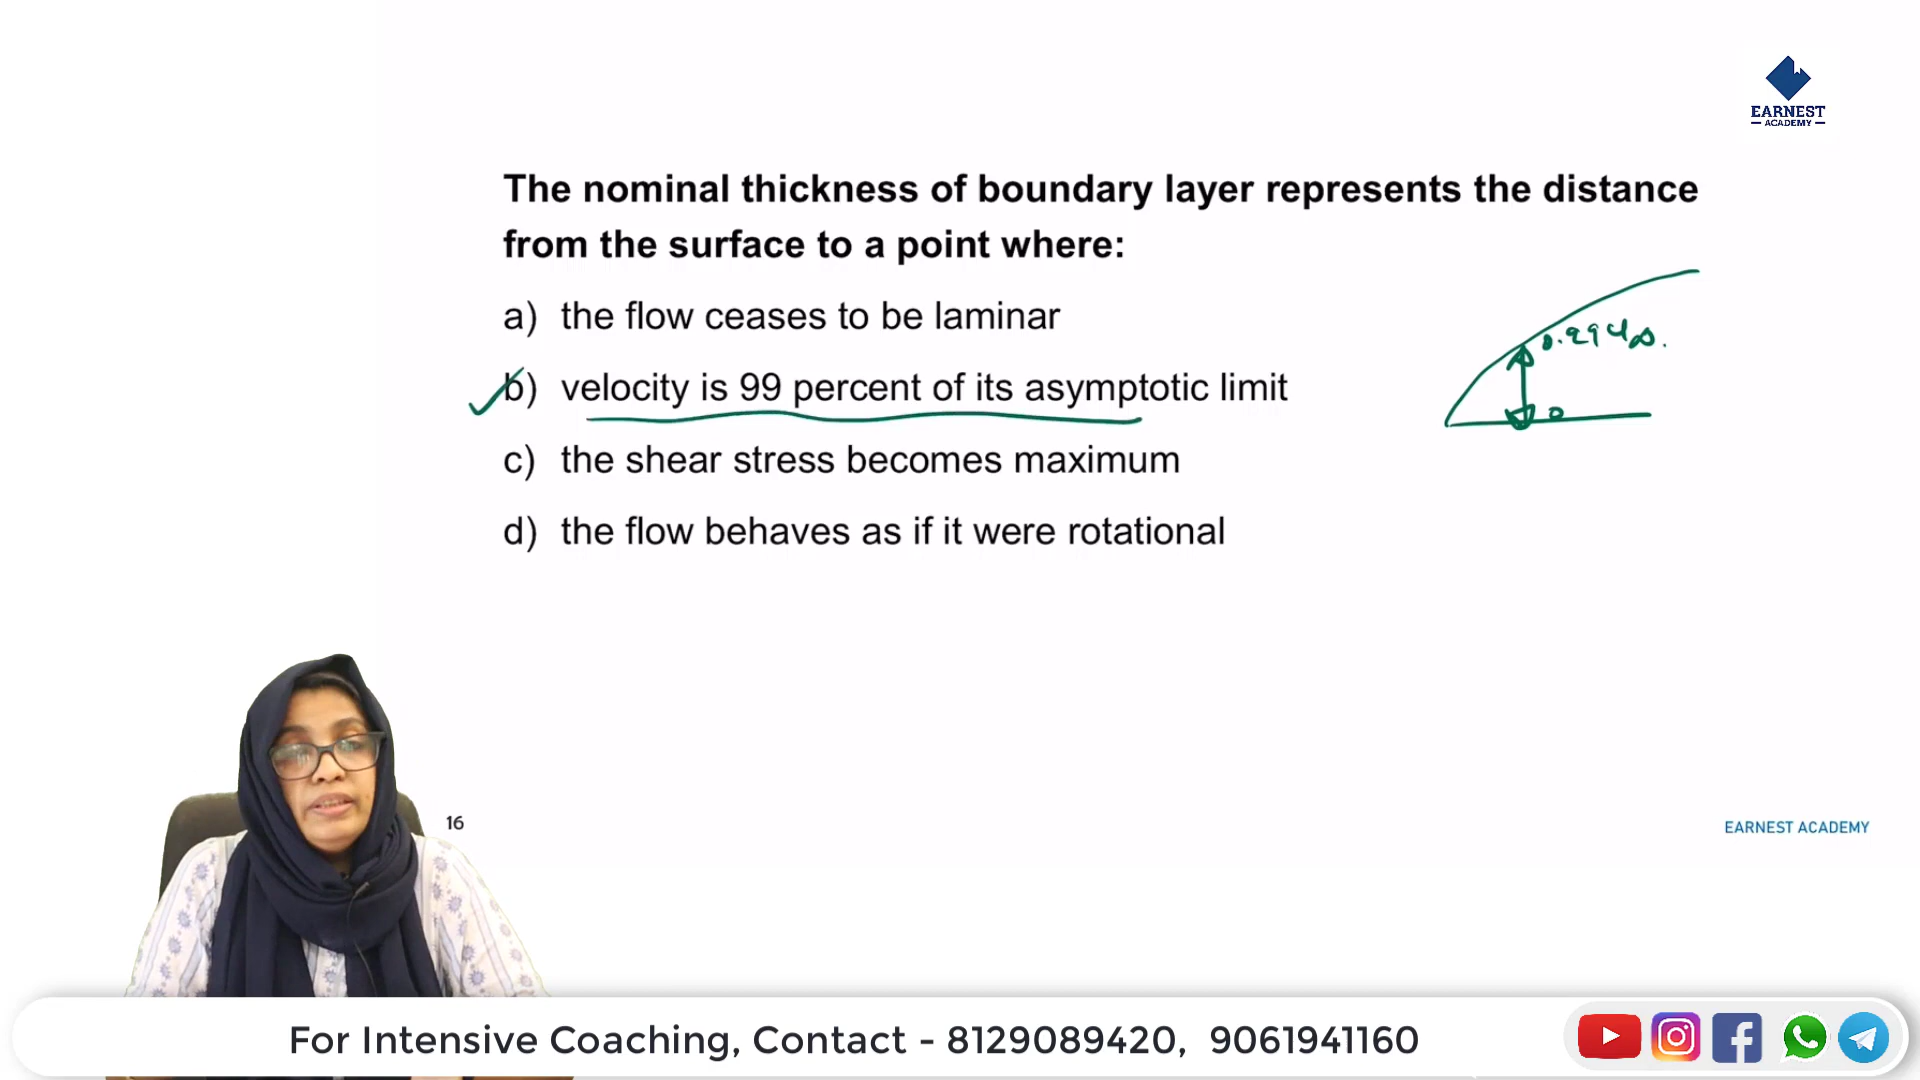 EARNEST
ACADEMY
The nominal thickness of boundary layer represents the distance
from the surface to a point where:
a) the flow ceases to be laminar
b) velocity is 99 percent of its asymptotic limit
c) the shear stress becomes maximum
d) the flow behaves as if it were rotational
0.99U∞.
0
16
EARNEST ACADEMY
For Intensive Coaching, Contact - 8129089420, 9061941160